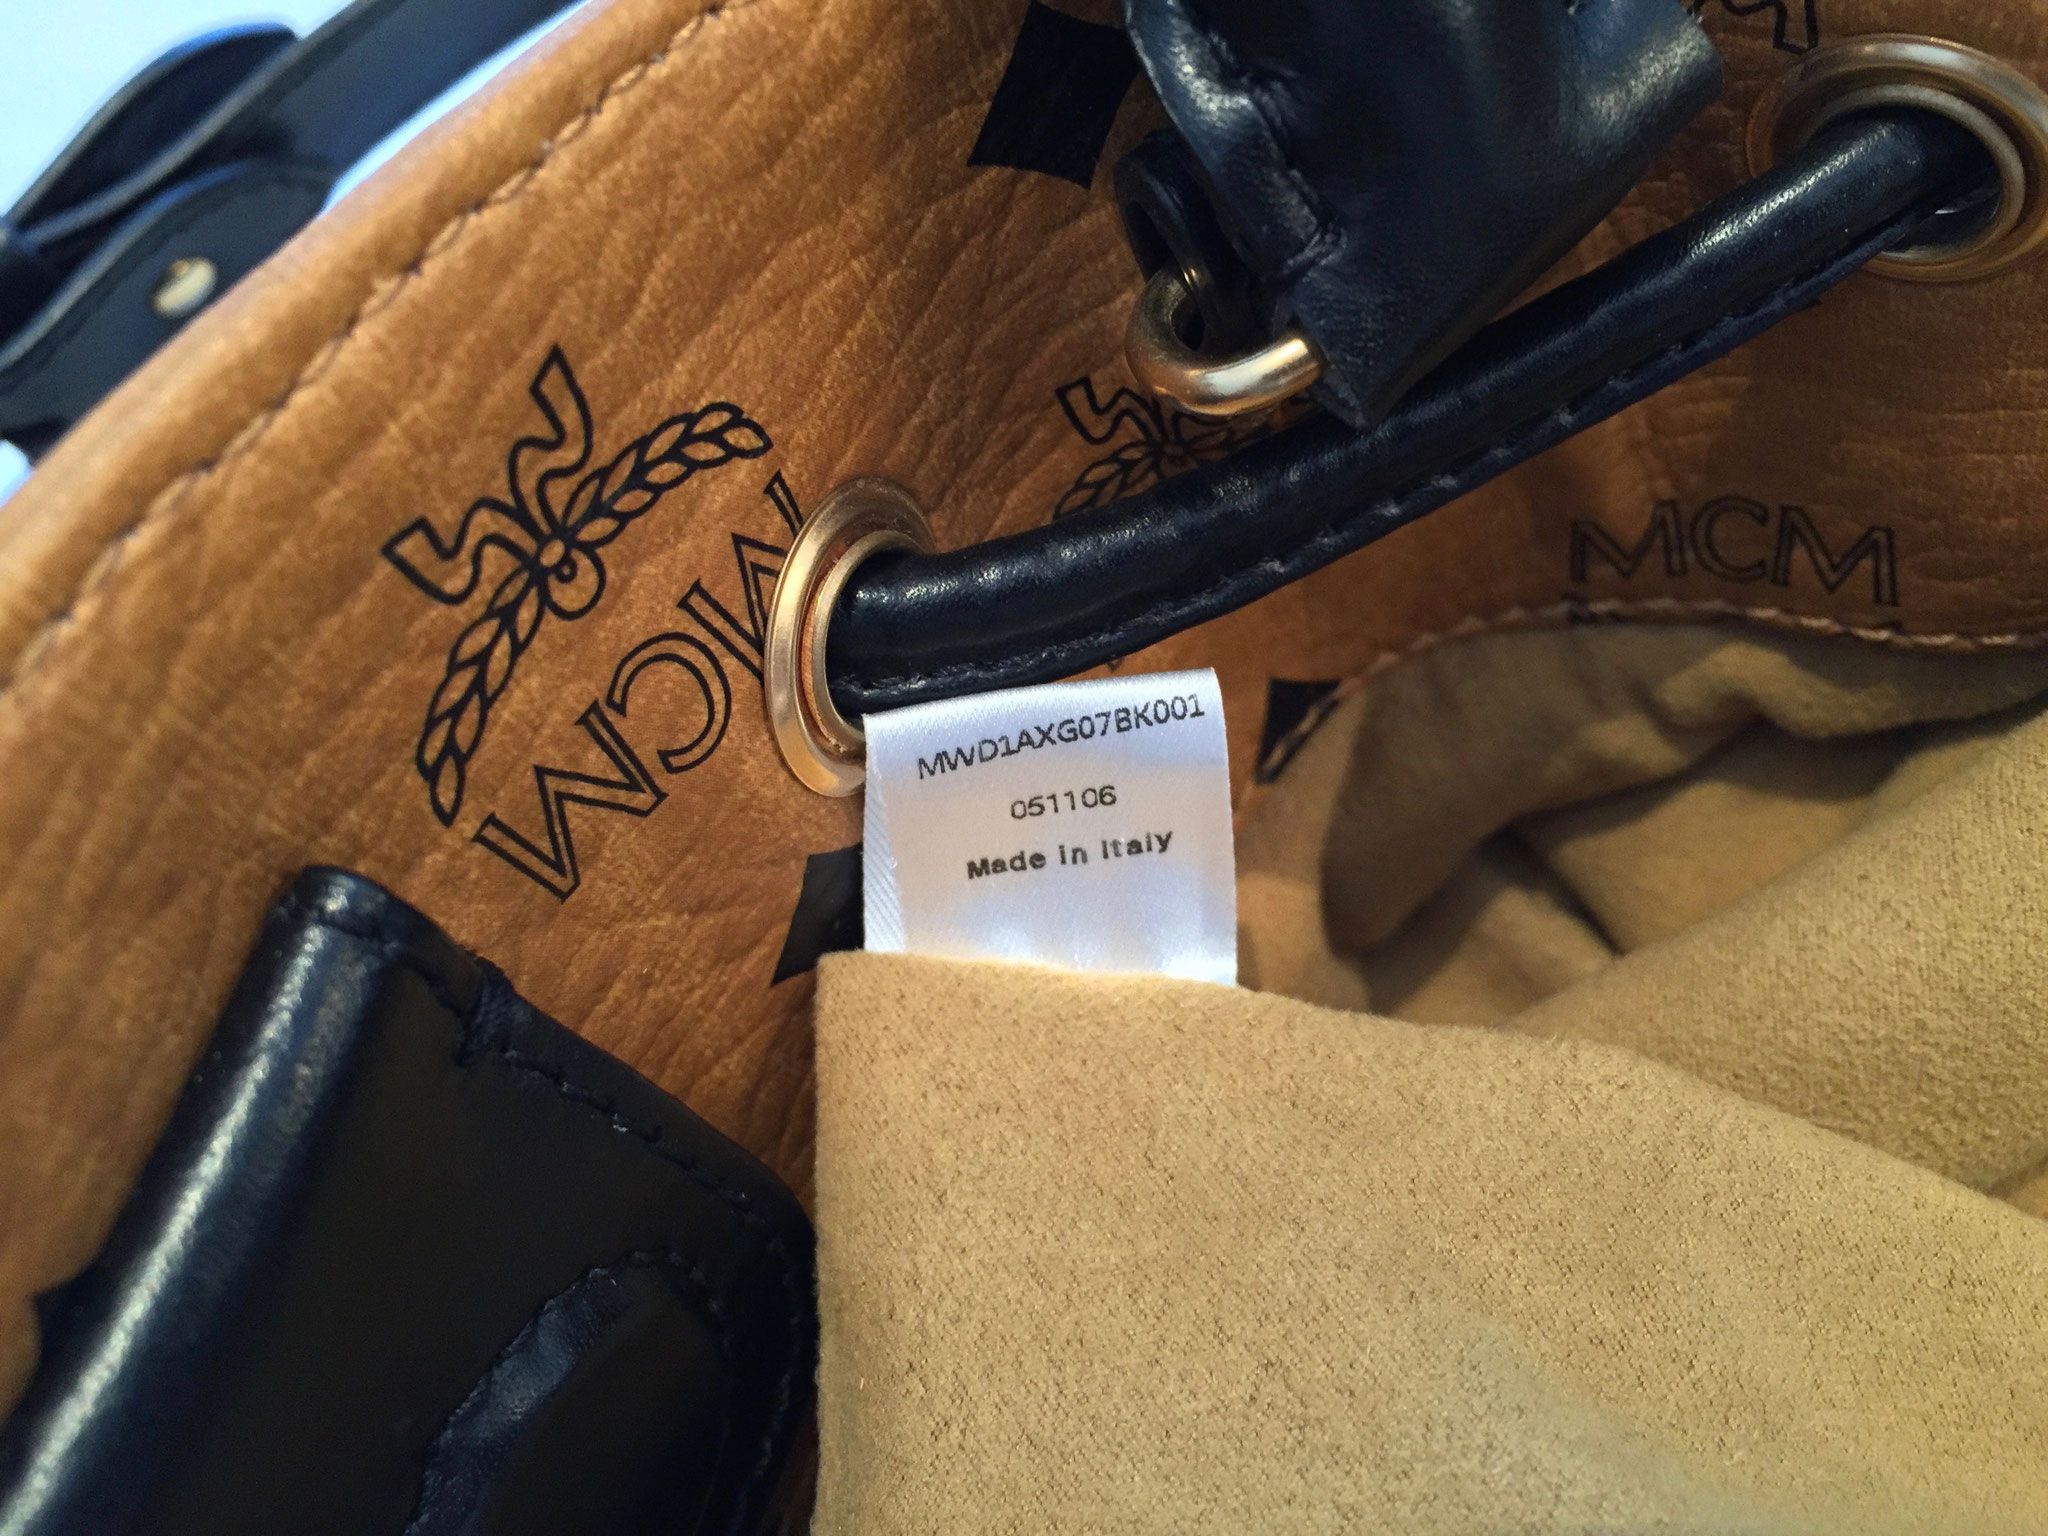 MCM
MCM
MWD1AXG07BK001
051106
Made in Italy